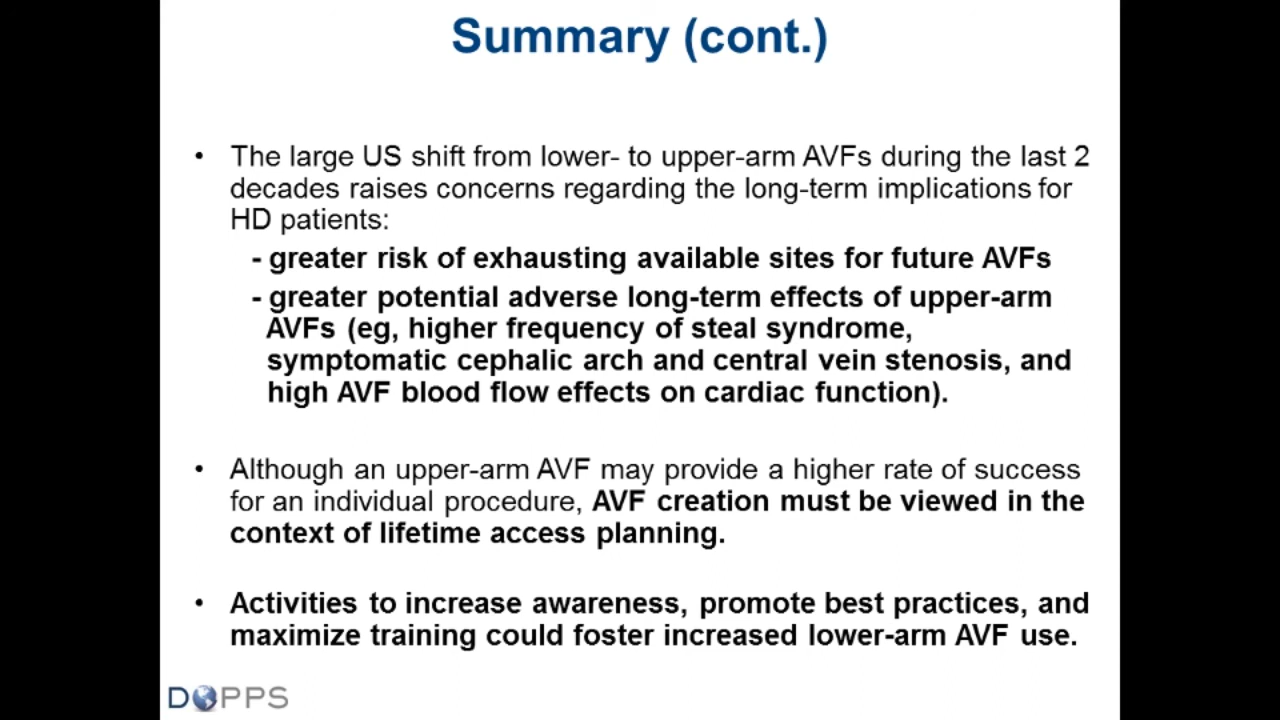 Summary (cont.)
• The large US shift from lower- to upper-arm AVFs during the last 2
decades raises concerns regarding the long-term implications for
HD patients:
- greater risk of exhausting available sites for future AVFs
- greater potential adverse long-term effects of upper-arm
AVFs (eg, higher frequency of steal syndrome,
symptomatic cephalic arch and central vein stenosis, and
high AVF blood flow effects on cardiac function).
• Although an upper-arm AVF may provide a higher rate of success
for an individual procedure, AVF creation must be viewed in the
context of lifetime access planning.
• Activities to increase awareness, promote best practices, and
maximize training could foster increased lower-arm AVF use.
DOPPS